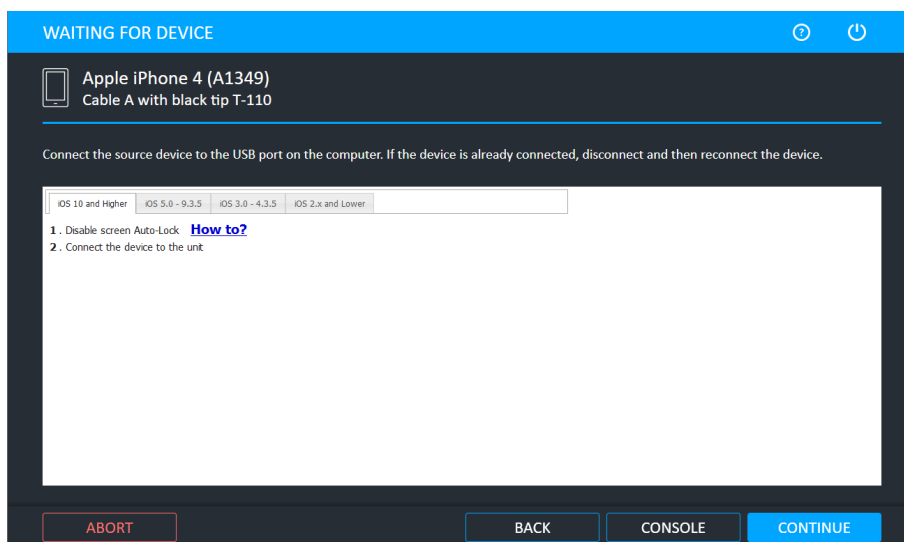 WAITING FOR DEVICE
Apple iPhone 4 (A1349)
Cable A with black tip T-110
Connect the source device to the USB port on the computer. If the device is already connected, disconnect and then reconnect the device.
iOS 10 and Higher iOS 5.0 - 9.3.5 iOS 3.0 - 4.3.5 iOS 2.x and Lower
1 . Disable screen Auto-Lock How to?
2 . Connect the device to the unit
ABORT BACK CONSOLE CONTINUE